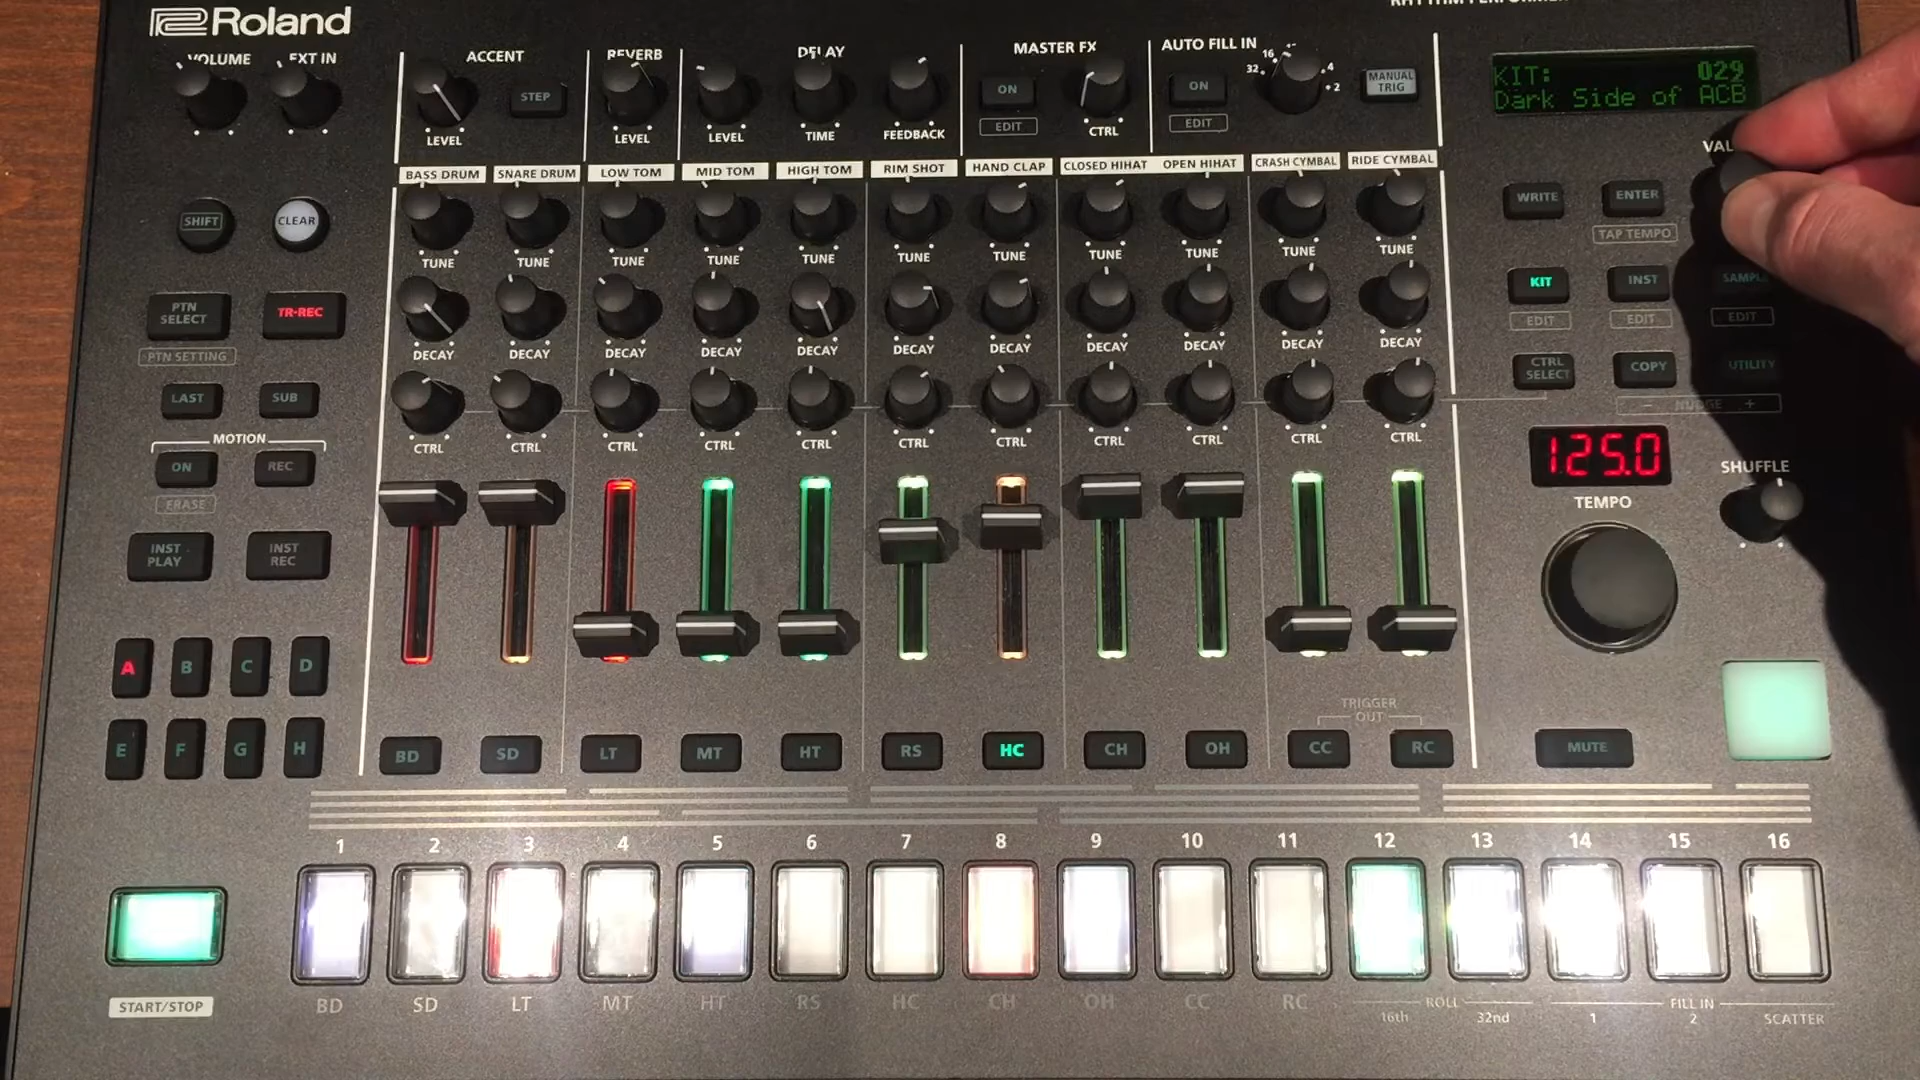 Roland
VOLUME
EXT IN
ACCENT
LEVEL
STEP
REVERB
LEVEL
DELAY
LEVEL
TIME
FEEDBACK
MASTER FX
ON
EDIT
CTRL
AUTO FILL IN
ON
EDIT
32
16
4
2
MANUAL
TRIG
KIT: 029
Dark Side of ACB
SHIFT
CLEAR
PTN
SELECT
TR-REC
PTN SETTING
LAST
SUB
MOTION
ON
REC
ERASE
INST
PLAY
INST
REC
A B C D
E F G H
BASS DRUM SNARE DRUM LOW TOM MID TOM HIGH TOM RIM SHOT HAND CLAP CLOSED HIHAT OPEN HIHAT CRASH CYMBAL RIDE CYMBAL
TUNE TUNE TUNE TUNE TUNE TUNE TUNE TUNE TUNE TUNE TUNE
DECAY DECAY DECAY DECAY DECAY DECAY DECAY DECAY DECAY DECAY DECAY
CTRL CTRL CTRL CTRL CTRL CTRL CTRL CTRL CTRL CTRL CTRL
TRIGGER
OUT
BD SD LT MT HT RS HC CH OH CC RC
WRITE
ENTER
TAP TEMPO
KIT
INST
EDIT
EDIT
EDIT
CTRL
SELECT
COPY
UTILITY
- NUDGE +
125.0
TEMPO
SHUFFLE
MUTE
1 2 3 4 5 6 7 8 9 10 11 12 13 14 15 16
START/STOP
BD SD LT MT HT RS HC CH OH CC RC
ROLL
16th 32nd
FILL IN
1 2
SCATTER